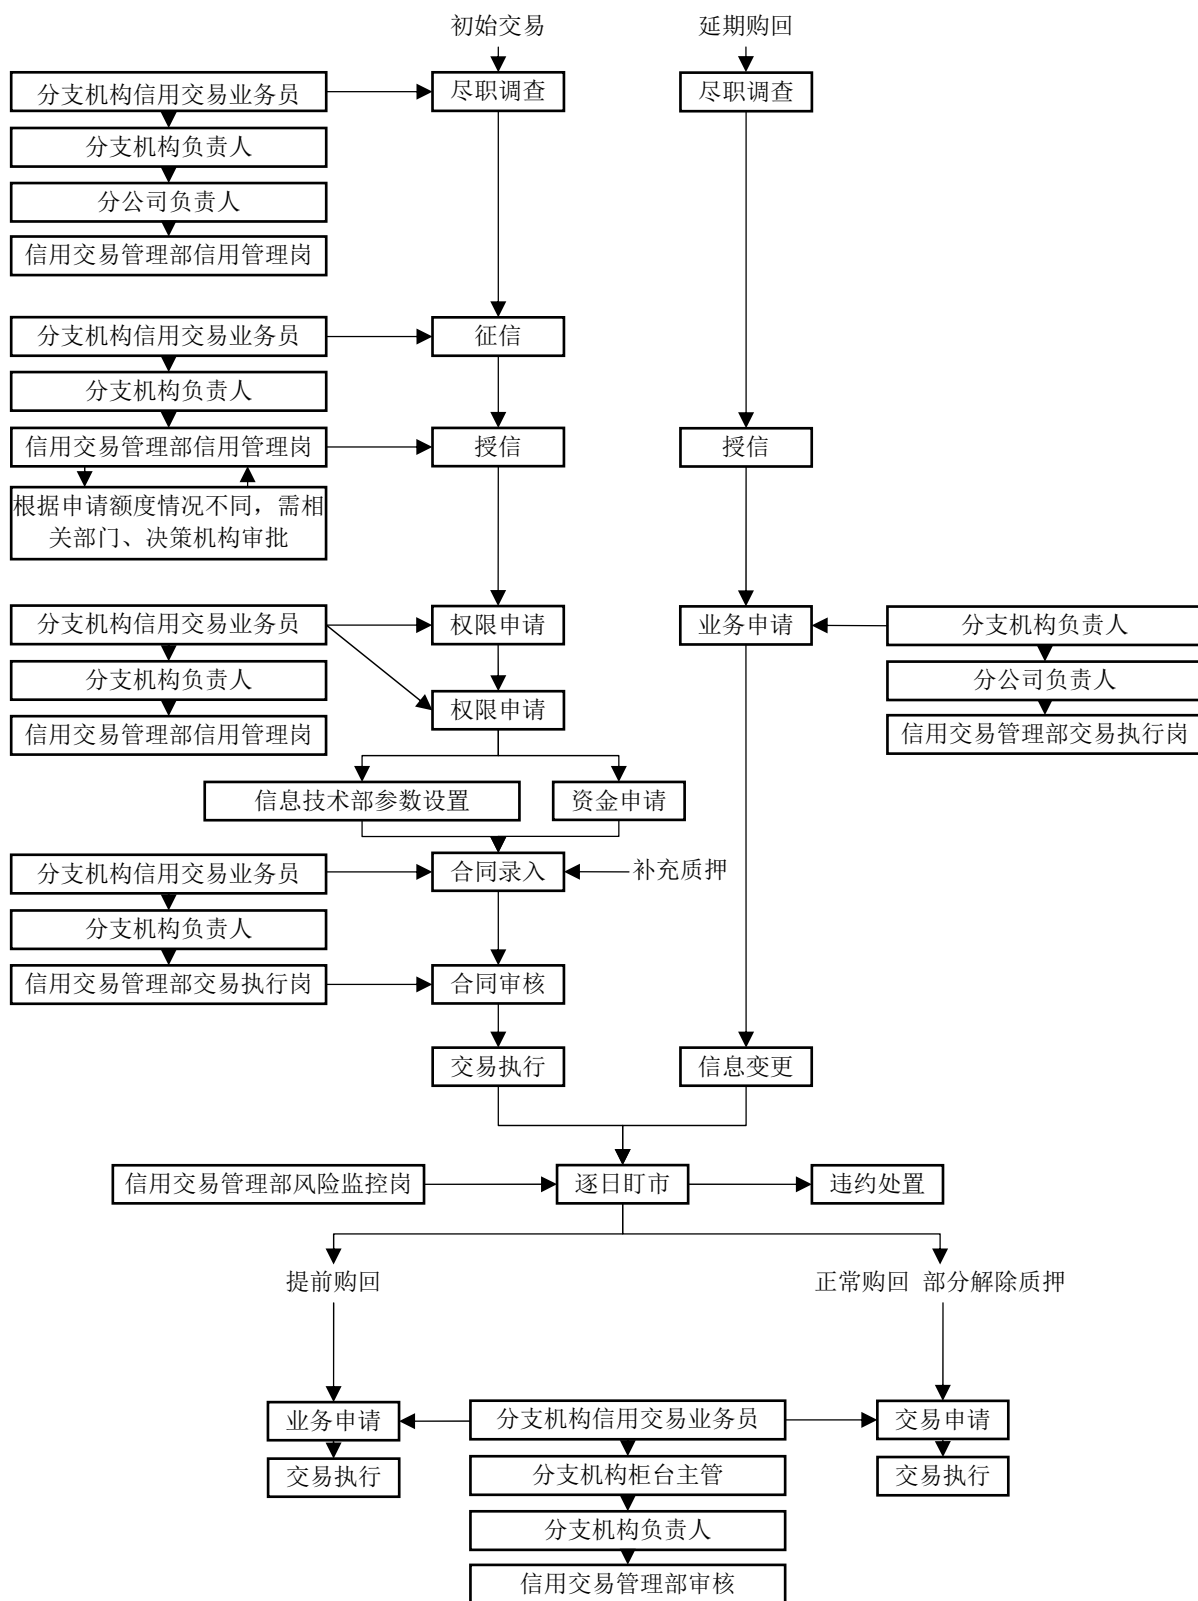 初始交易
延期购回
分支机构信用交易业务员
尽职调查
尽职调查
分支机构负责人
分公司负责人
信用交易管理部信用管理岗
分支机构信用交易业务员
征信
分支机构负责人
信用交易管理部信用管理岗
授信
授信
根据申请额度情况不同，需相
关部门、决策机构审批
分支机构信用交易业务员
权限申请
业务申请
分支机构负责人
分支机构负责人
分公司负责人
权限申请
信用交易管理部信用管理岗
信用交易管理部交易执行岗
信息技术部参数设置
资金申请
分支机构信用交易业务员
合同录入
补充质押
分支机构负责人
信用交易管理部交易执行岗
合同审核
交易执行
信息变更
信用交易管理部风险监控岗
逐日盯市
违约处置
提前购回
正常购回 部分解除质押
业务申请
分支机构信用交易业务员
交易申请
交易执行
分支机构柜台主管
交易执行
分支机构负责人
信用交易管理部审核